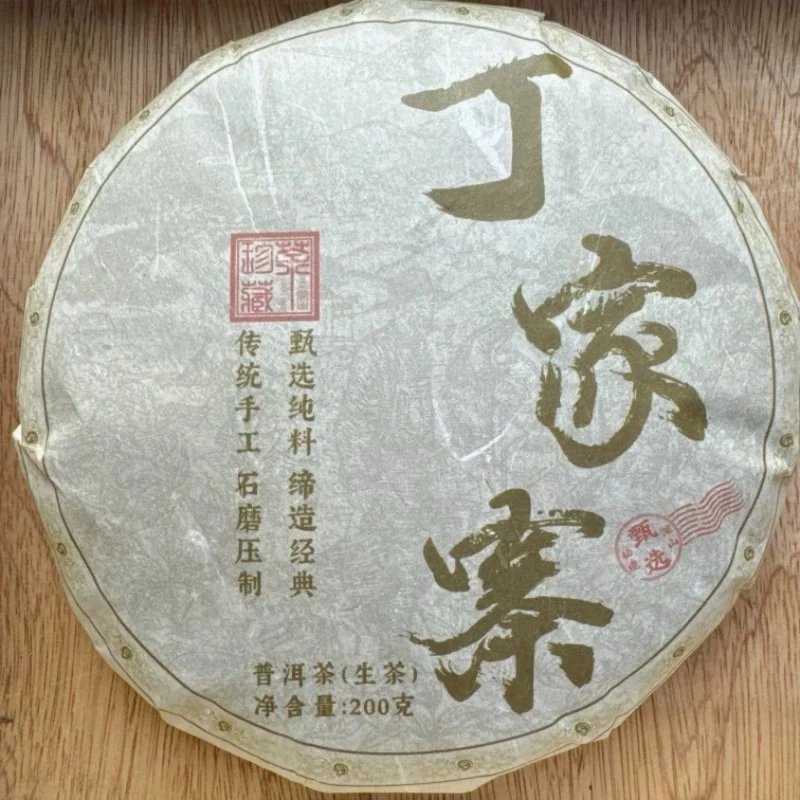 丁家寨
茶
珍藏
甄选纯料 缔造经典
传统手工 石磨压制
甄选
普洱茶(生茶)
净含量:200克